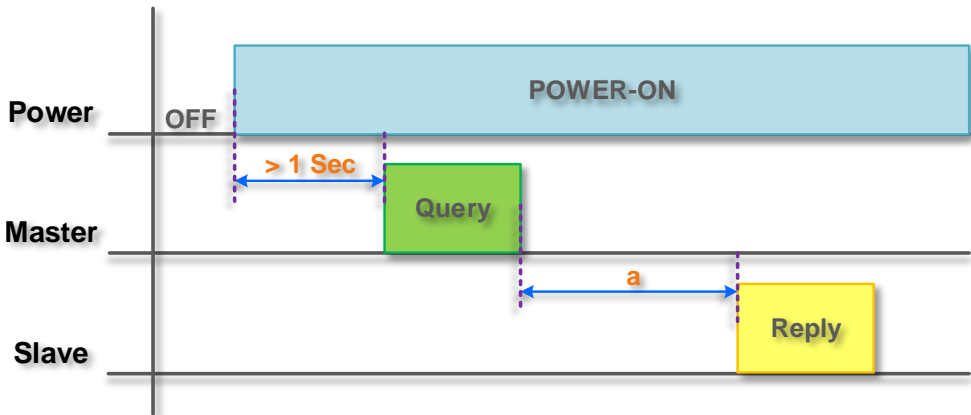 POWER-ON
Power
OFF
> 1 Sec
Query
Master
a
Reply
Slave